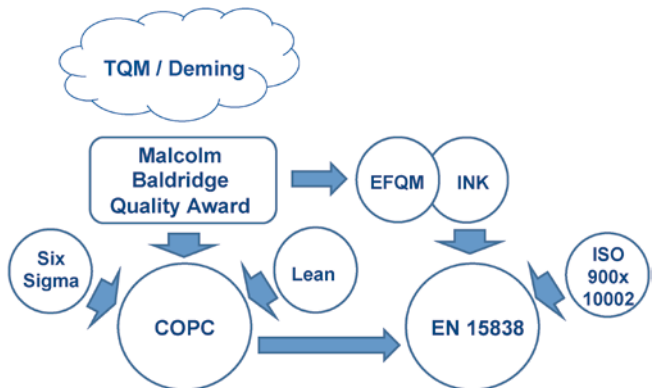 TQM / Deming
Malcolm
Baldridge
Quality Award
EFQM
INK
Six
Sigma
Lean
ISO
900x
10002
COPC
EN 15838